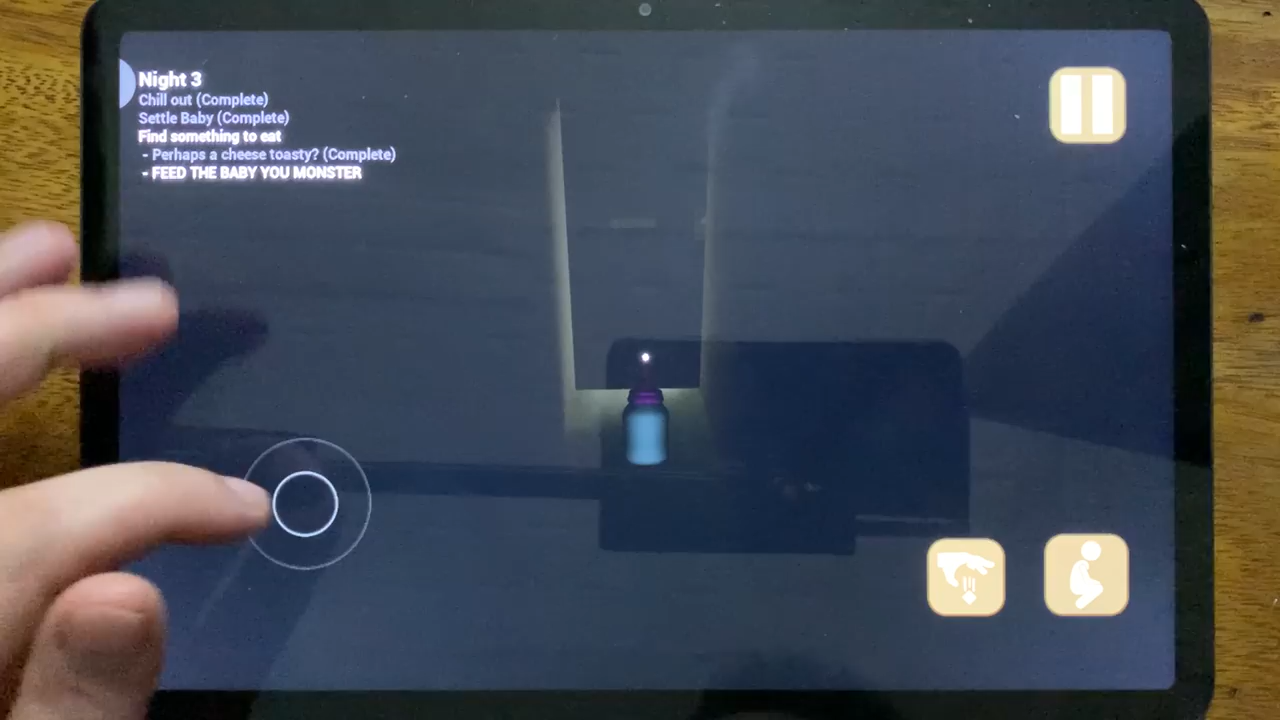 Night 3
Chill out (Complete)
Settle Baby (Complete)
Find something to eat
- Perhaps a cheese toasty? (Complete)
- FEED THE BABY YOU MONSTER